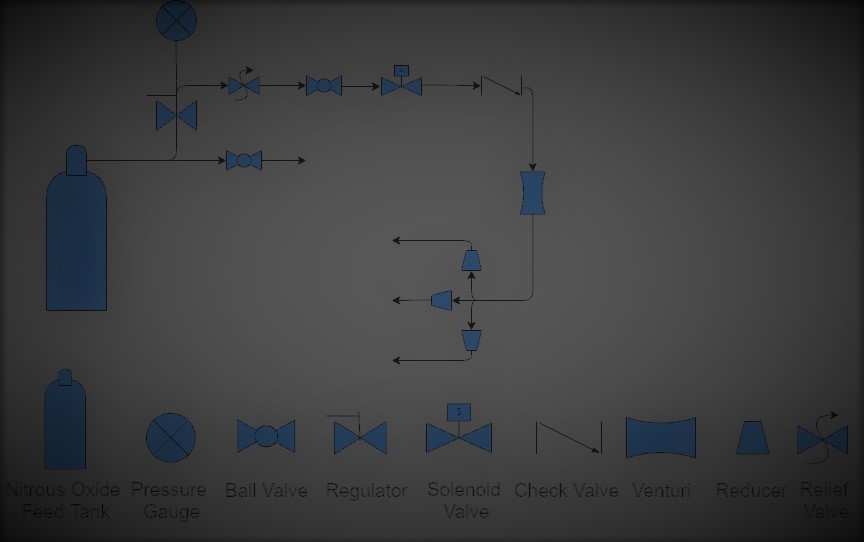 S
Nitrous Oxide Feed Tank
Pressure Gauge
Ball Valve
Regulator
Solenoid Valve
Check Valve
Venturi
Reducer
Relief Valve